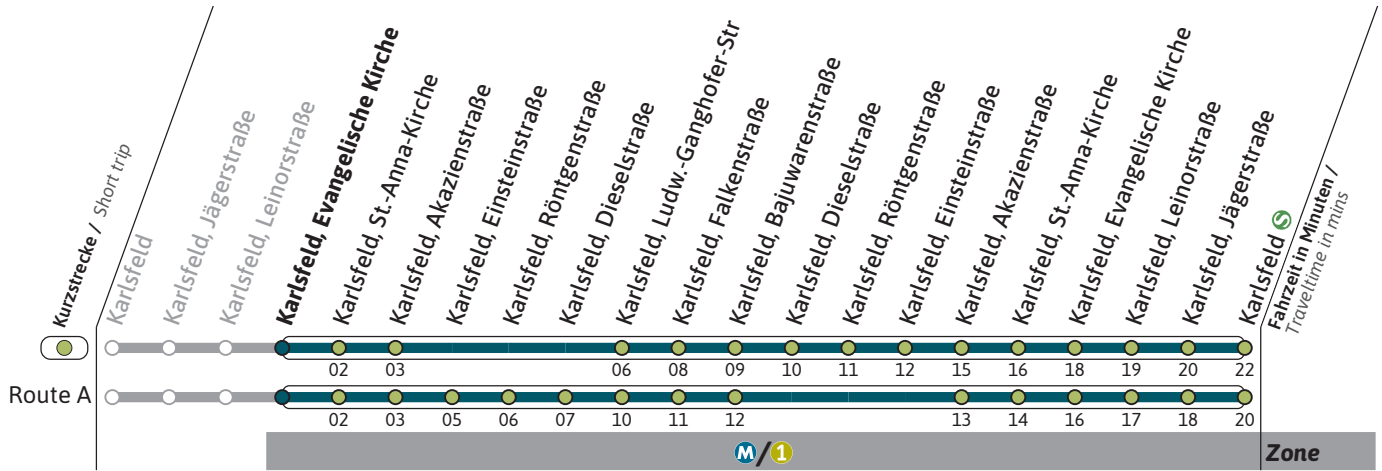 Kurzstrecke / Short trip
Karlsfeld
Karlsfeld, Jägerstraße
Karlsfeld, Leinorstraße
Karlsfeld, Evangelische Kirche
Karlsfeld, St.-Anna-Kirche
Karlsfeld, Akazienstraße
Karlsfeld, Einsteinstraße
Karlsfeld, Röntgenstraße
Karlsfeld, Dieselstraße
Karlsfeld, Ludw.-Ganghofer-Str
Karlsfeld, Falkenstraße
Karlsfeld, Bajuwarenstraße
Karlsfeld, Dieselstraße
Karlsfeld, Röntgenstraße
Karlsfeld, Einsteinstraße
Karlsfeld, Akazienstraße
Karlsfeld, St.-Anna-Kirche
Karlsfeld, Evangelische Kirche
Karlsfeld, Leinorstraße
Karlsfeld, Jägerstraße
Karlsfeld S
Fahrzeit in Minuten /
Traveltime in mins
02 03 06 08 09 10 11 12 15 16 18 19 20 22
Route A
02 03 05 06 07 10 11 12 13 14 16 17 18 20
M/1 Zone